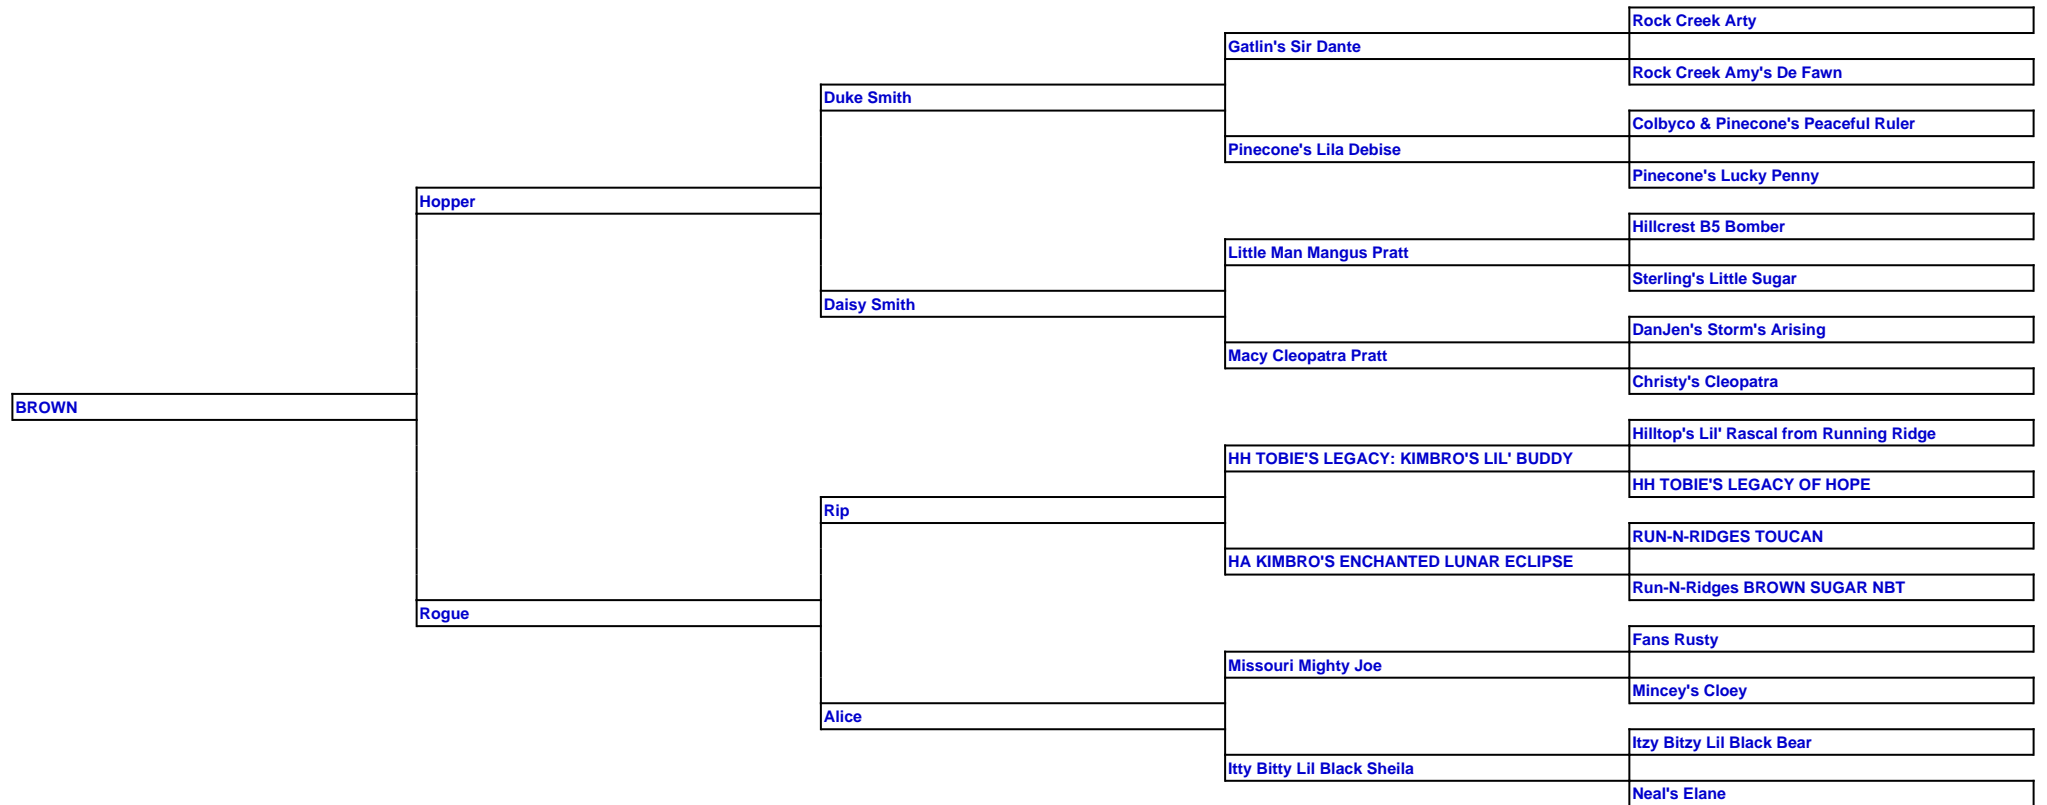 Rock Creek Arty
Gatlin's Sir Dante
Rock Creek Amy's De Fawn
Duke Smith
Colbyco & Pinecone's Peaceful Ruler
Pinecone's Lila Debise
Pinecone's Lucky Penny
Hopper
Hillcrest B5 Bomber
Little Man Mangus Pratt
Sterling's Little Sugar
Daisy Smith
DanJen's Storm's Arising
Macy Cleopatra Pratt
Christy's Cleopatra
BROWN
Hilltop's Lil' Rascal from Running Ridge
HH TOBIE'S LEGACY: KIMBRO'S LIL' BUDDY
HH TOBIE'S LEGACY OF HOPE
Rip
RUN-N-RIDGES TOUCAN
HA KIMBRO'S ENCHANTED LUNAR ECLIPSE
Run-N-Ridges BROWN SUGAR NBT
Rogue
Fans Rusty
Missouri Mighty Joe
Mincey's Cloey
Alice
Itzy Bitzy Lil Black Bear
Itty Bitty Lil Black Sheila
Neal's Elane